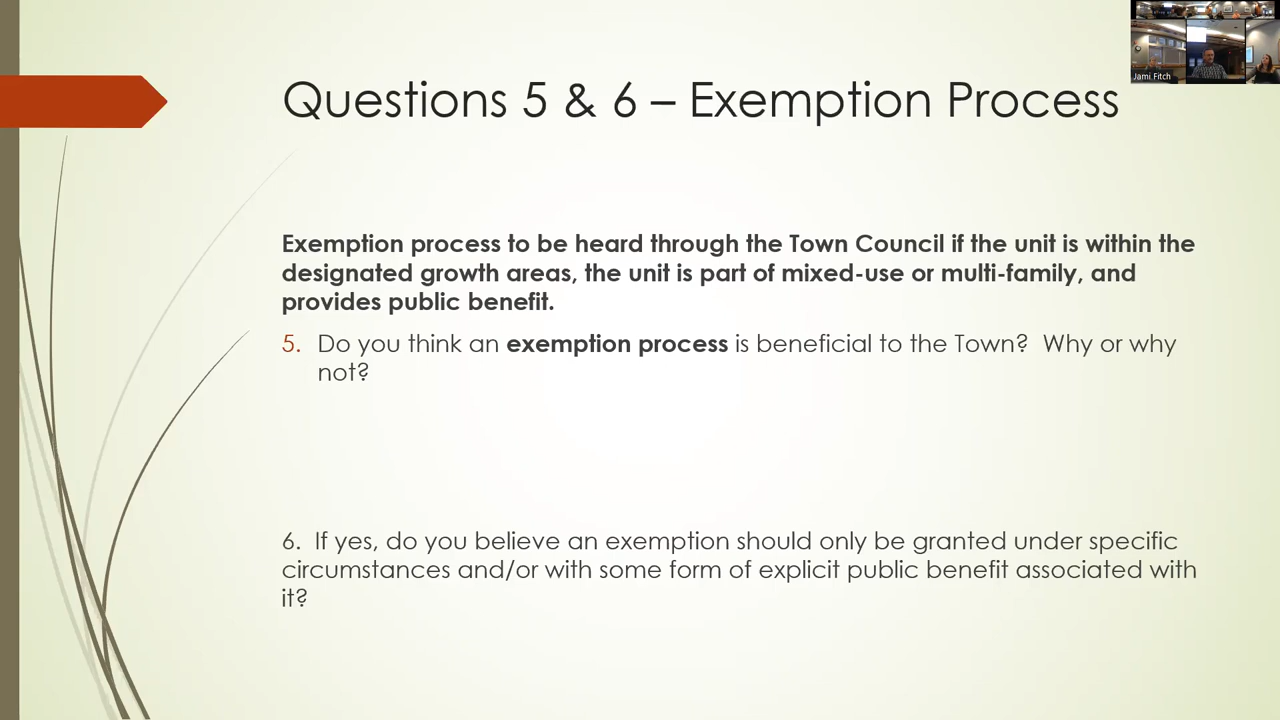 Jami Fitch
Questions 5 & 6 – Exemption Process
Exemption process to be heard through the Town Council if the unit is within the
designated growth areas, the unit is part of mixed-use or multi-family, and
provides public benefit.
5. Do you think an exemption process is beneficial to the Town? Why or why
not?
6. If yes, do you believe an exemption should only be granted under specific
circumstances and/or with some form of explicit public benefit associated with
it?